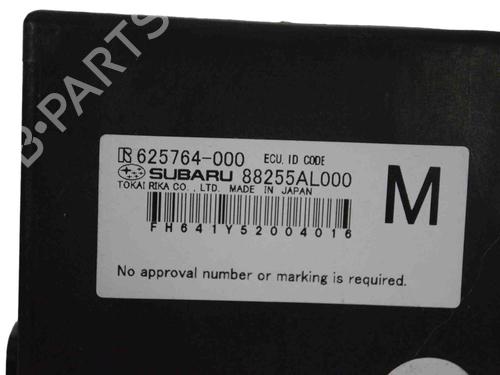 B-PARTS
B-PARTS
R 625764-000 ECU. ID CODE
SUBARU 88255AL000
TOKAI RIKA CO., LTD. MADE IN JAPAN
M
FH641Y52004016
No approval number or marking is required.